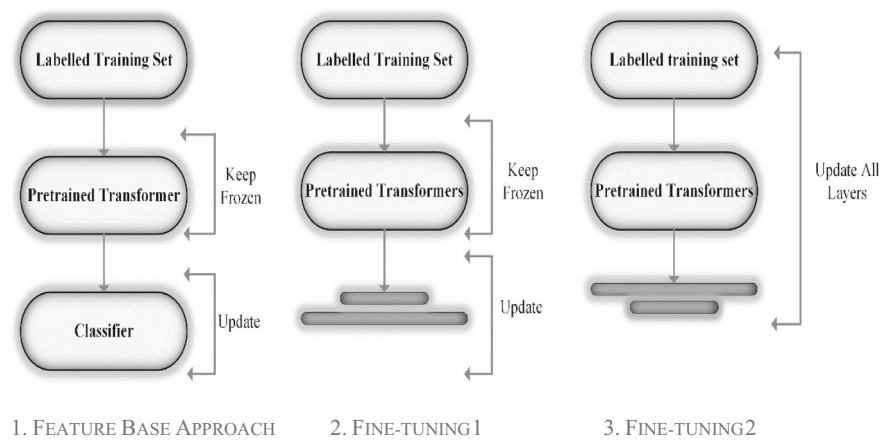 Labelled Training Set
Pretrained Transformer
Keep
Frozen
Classifier
Update
1. FEATURE BASE APPROACH
Labelled Training Set
Pretrained Transformers
Keep
Frozen
Update
2. FINE-TUNING1
Labelled training set
Pretrained Transformers
Update All
Layers
3. FINE-TUNING2